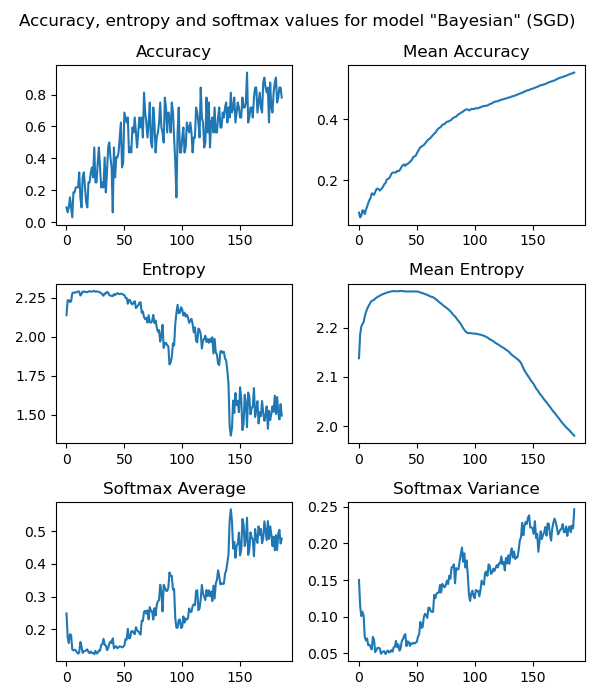 Accuracy, entropy and softmax values for model "Bayesian" (SGD)
Accuracy
Mean Accuracy
0.8
0.6
0.4
0.2
0.0
0 50 100 150
0.4
0.2
0 50 100 150
Entropy
Mean Entropy
2.25
2.00
1.75
1.50
0 50 100 150
2.2
2.1
2.0
0 50 100 150
Softmax Average
Softmax Variance
0.5
0.4
0.3
0.2
0 50 100 150
0.25
0.20
0.15
0.10
0.05
0 50 100 150